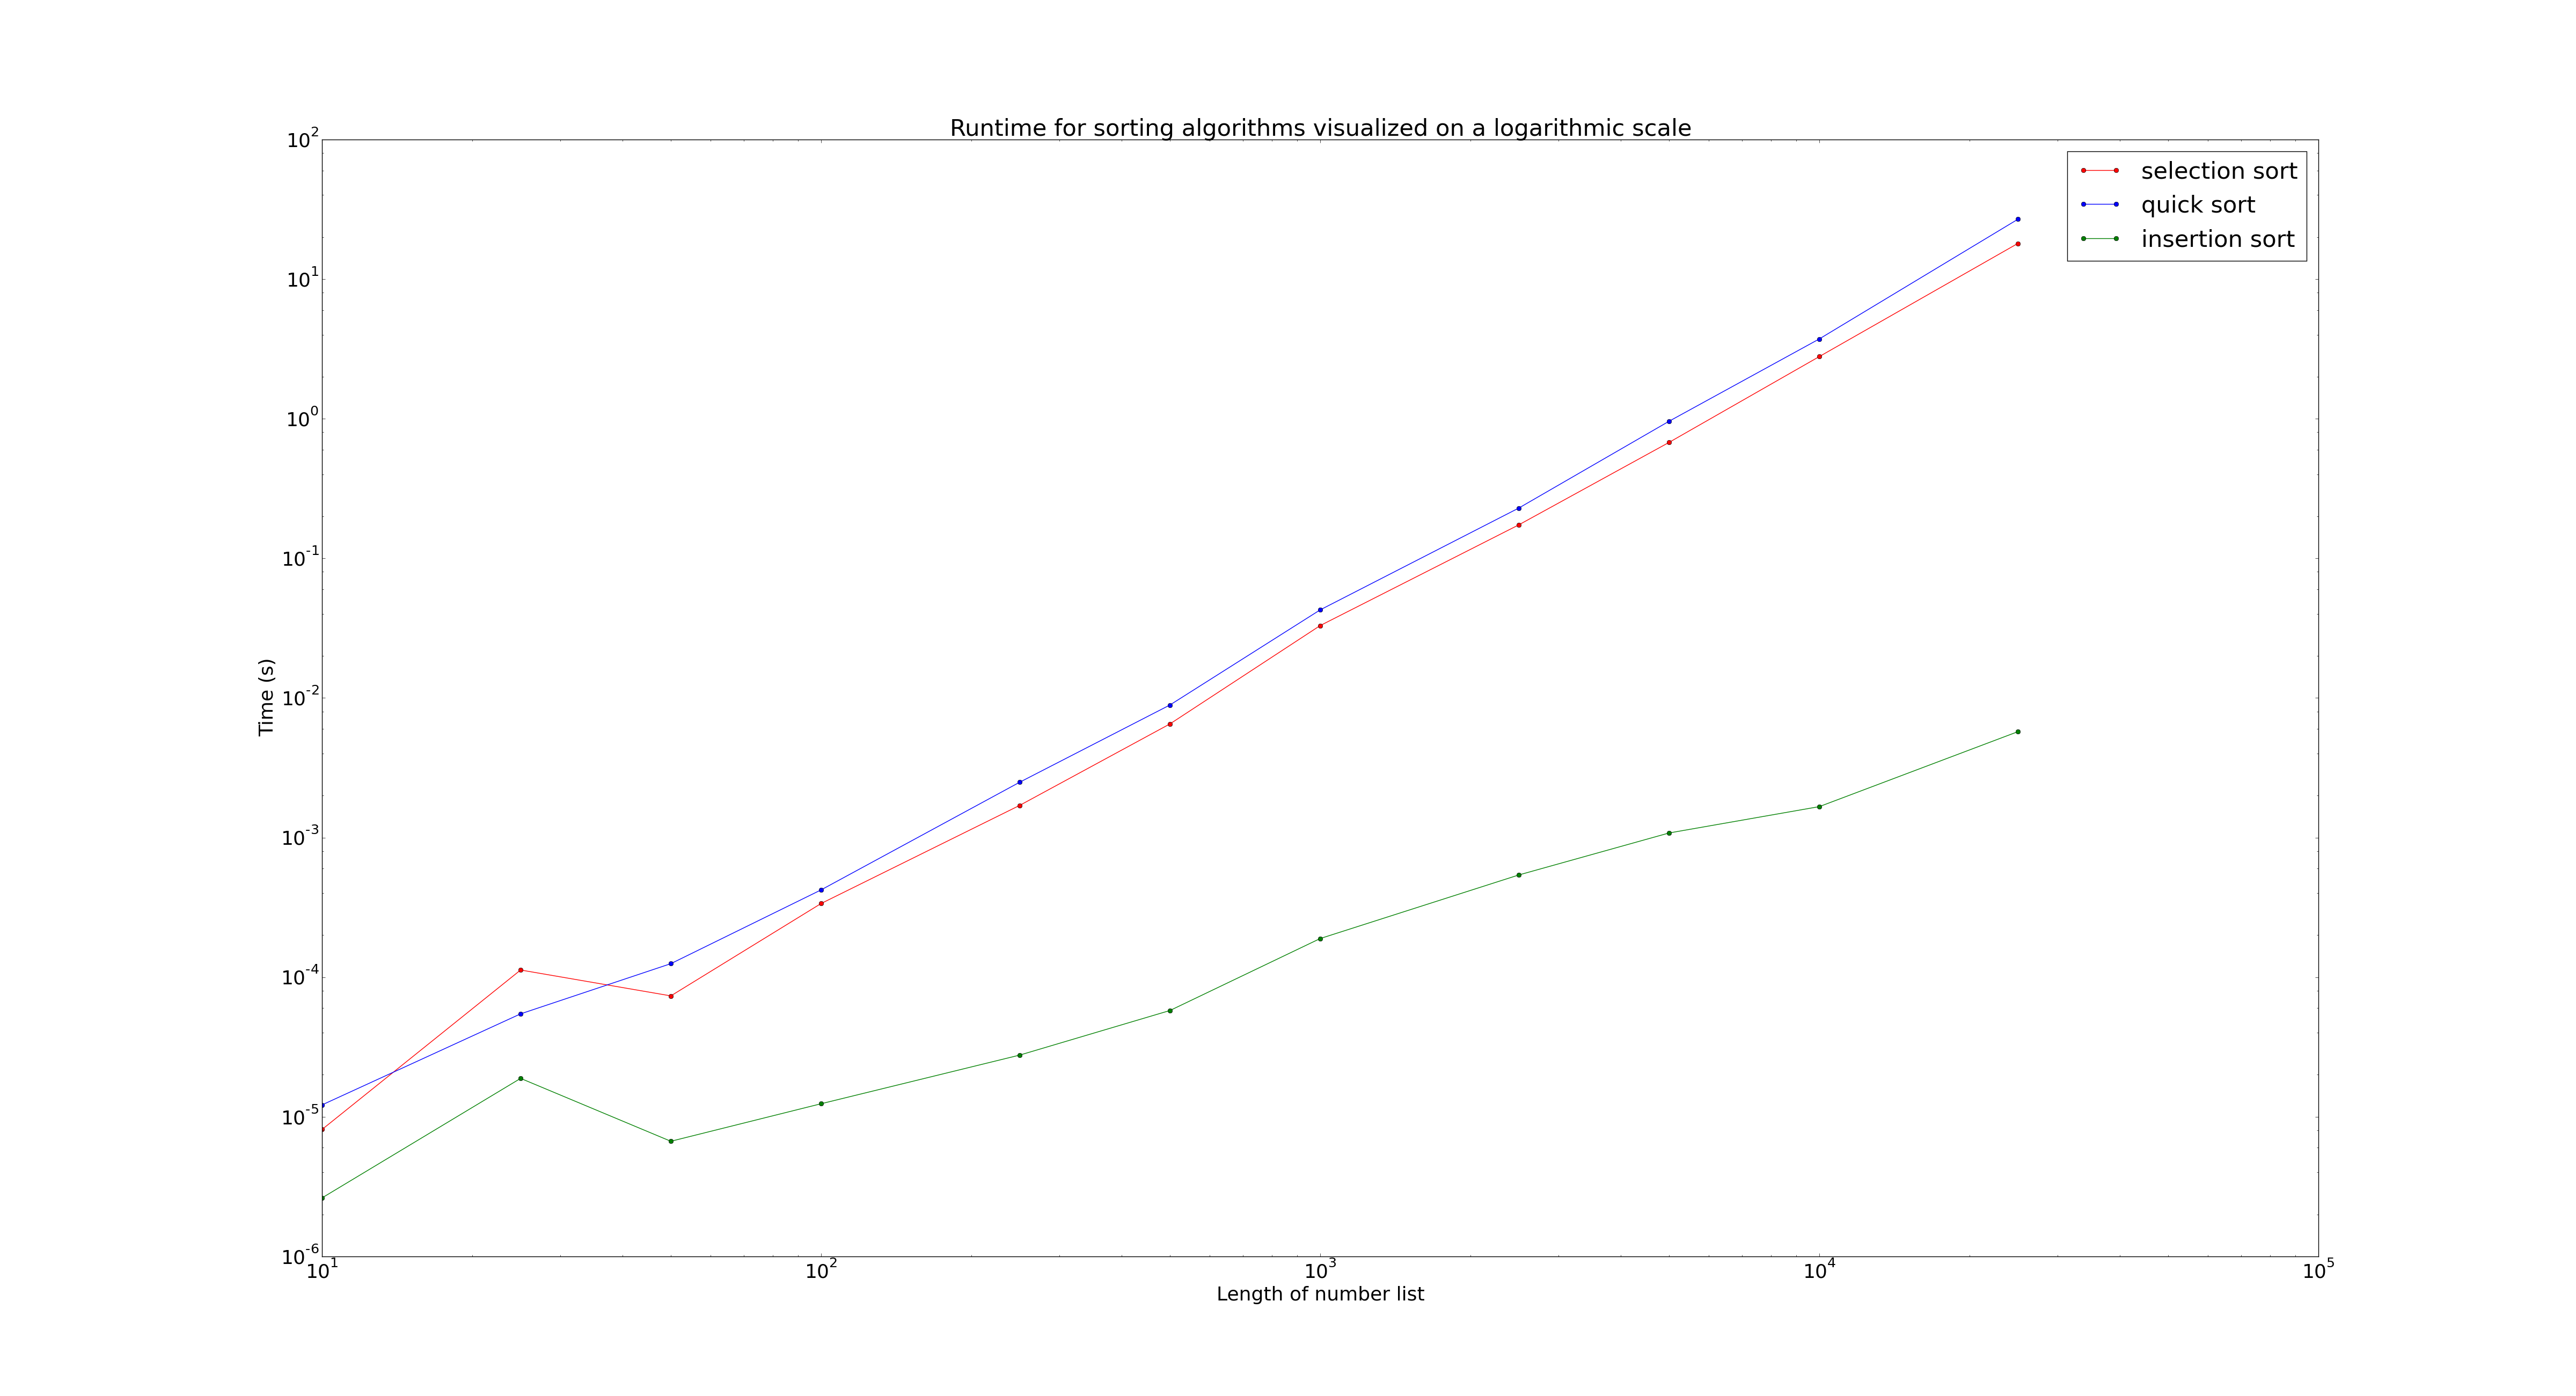 Runtime for sorting algorithms visualized on a logarithmic scale
selection sort
quick sort
insertion sort
10^2
10^1
10^0
10^-1
10^-2
10^-3
10^-4
10^-5
10^-6
Time (s)
10^1 10^2 10^3 10^4 10^5
Length of number list